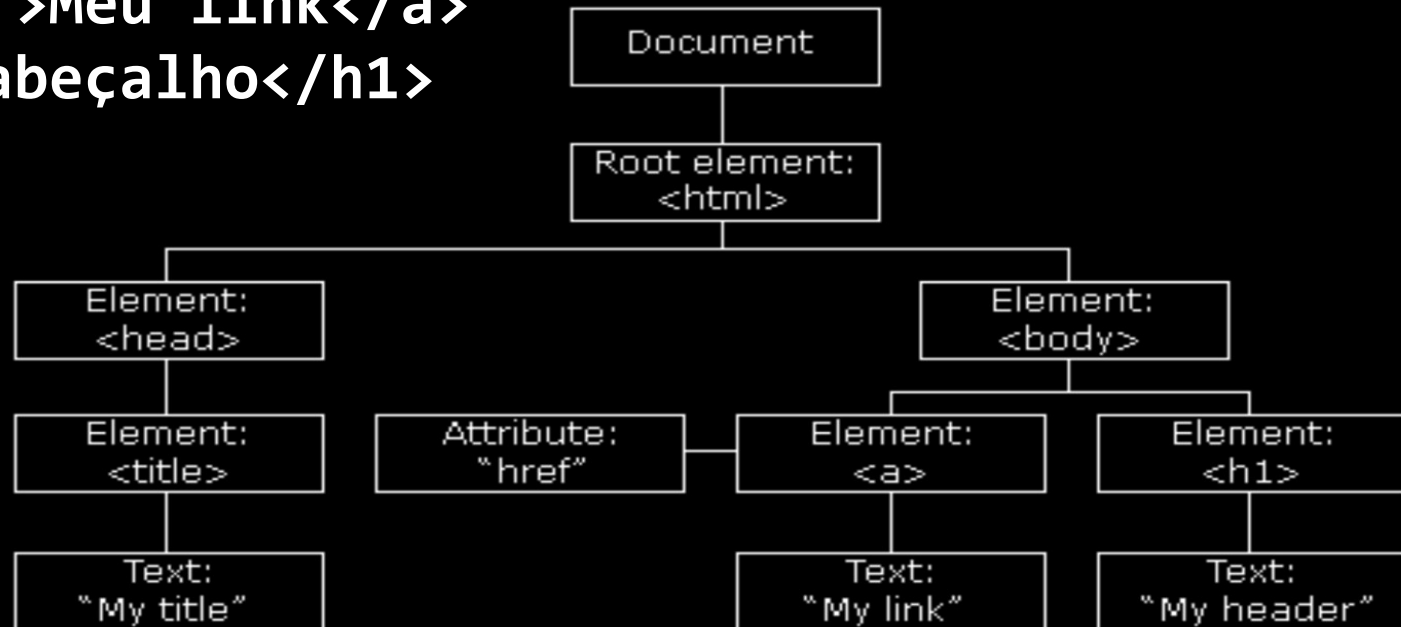 >Meu link</a>
abeçalho</h1>
Document
Root element:
<html>
Element:
<head>
Element:
<body>
Element:
<title>
Attribute:
“href”
Element:
<a>
Element:
<h1>
Text:
“My title”
Text:
“My link”
Text:
“My header”